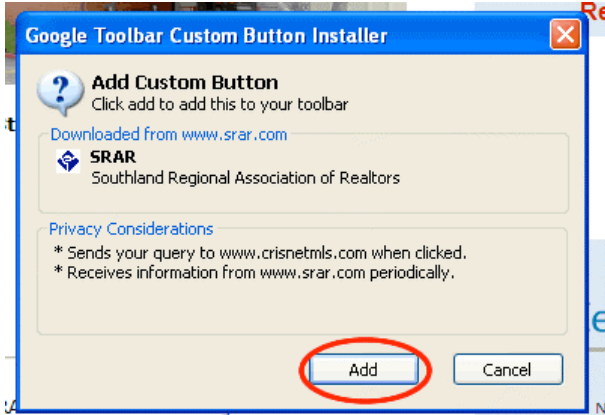 Google Toolbar Custom Button Installer
Add Custom Button
Click add to add this to your toolbar
Downloaded from www.srar.com
SRAR
Southland Regional Association of Realtors
Privacy Considerations
* Sends your query to www.crisnetmls.com when clicked.
* Receives information from www.srar.com periodically.
Add
Cancel